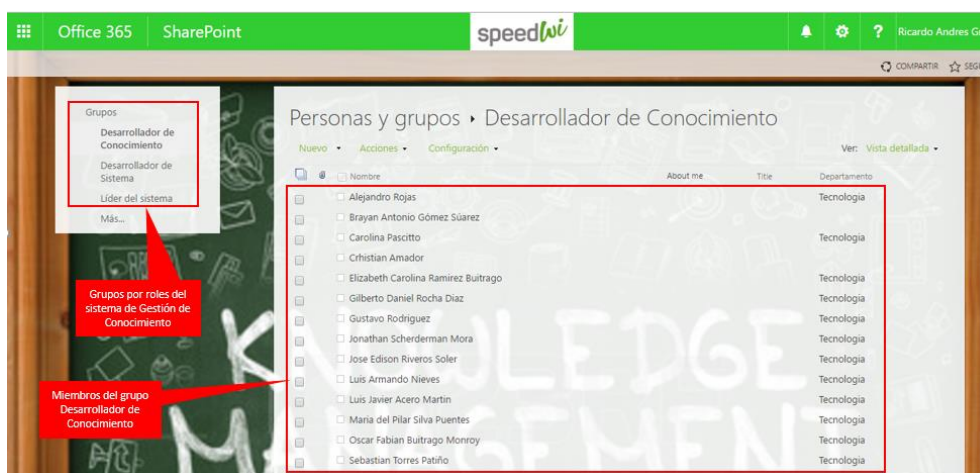 Office 365 SharePoint speedwi ? Ricardo Andres G
COMPARTIR
Grupos
Desarrollador de
Conocimiento
Desarrollador de
Sistema
Líder del sistema
Más...
Grupos por roles del
sistema de Gestión de
Conocimiento
Miembros del grupo
Desarrollador de
Conocimiento
Personas y grupos ▸ Desarrollador de Conocimiento
Nuevo Acciones Configuración Ver: Vista detallada
Nombre About me Title Departamento
Alejandro Rojas Tecnologia
Brayan Antonio Gómez Súarez
Carolina Pascitto Tecnologia
Crhistian Amador
Elizabeth Carolina Ramirez Buitrago Tecnologia
Gilberto Daniel Rocha Diaz Tecnologia
Gustavo Rodriguez Tecnologia
Jonathan Scherderman Mora Tecnologia
Jose Edison Riveros Soler Tecnologia
Luis Armando Nieves Tecnologia
Luis Javier Acero Martin Tecnologia
Maria del Pilar Silva Puentes Tecnologia
Oscar Fabian Buitrago Monroy Tecnologia
Sebastian Torres Patiño Tecnologia
KNOWLEDGE
MANAGEMENT